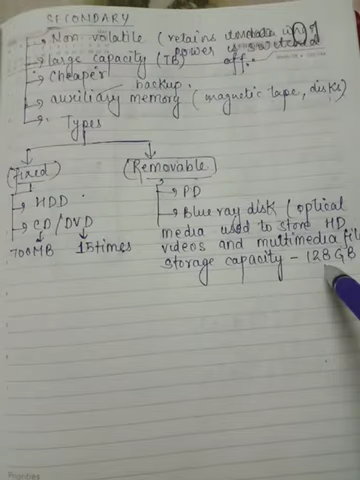 SECONDARY
→ Non volatile (retains data if
power is switched
off.
→ large capacity (TB)
→ Cheaper
backup.
→ auxiliary memory (magnetic tape, disks)
→ Types
Fixed
Removable
→ HDD
→ CD/DVD
700MB 15times
→ PD
→ Blue ray disk (optical
media used to store HD
videos and multimedia fil
storage capacity - 128 GB